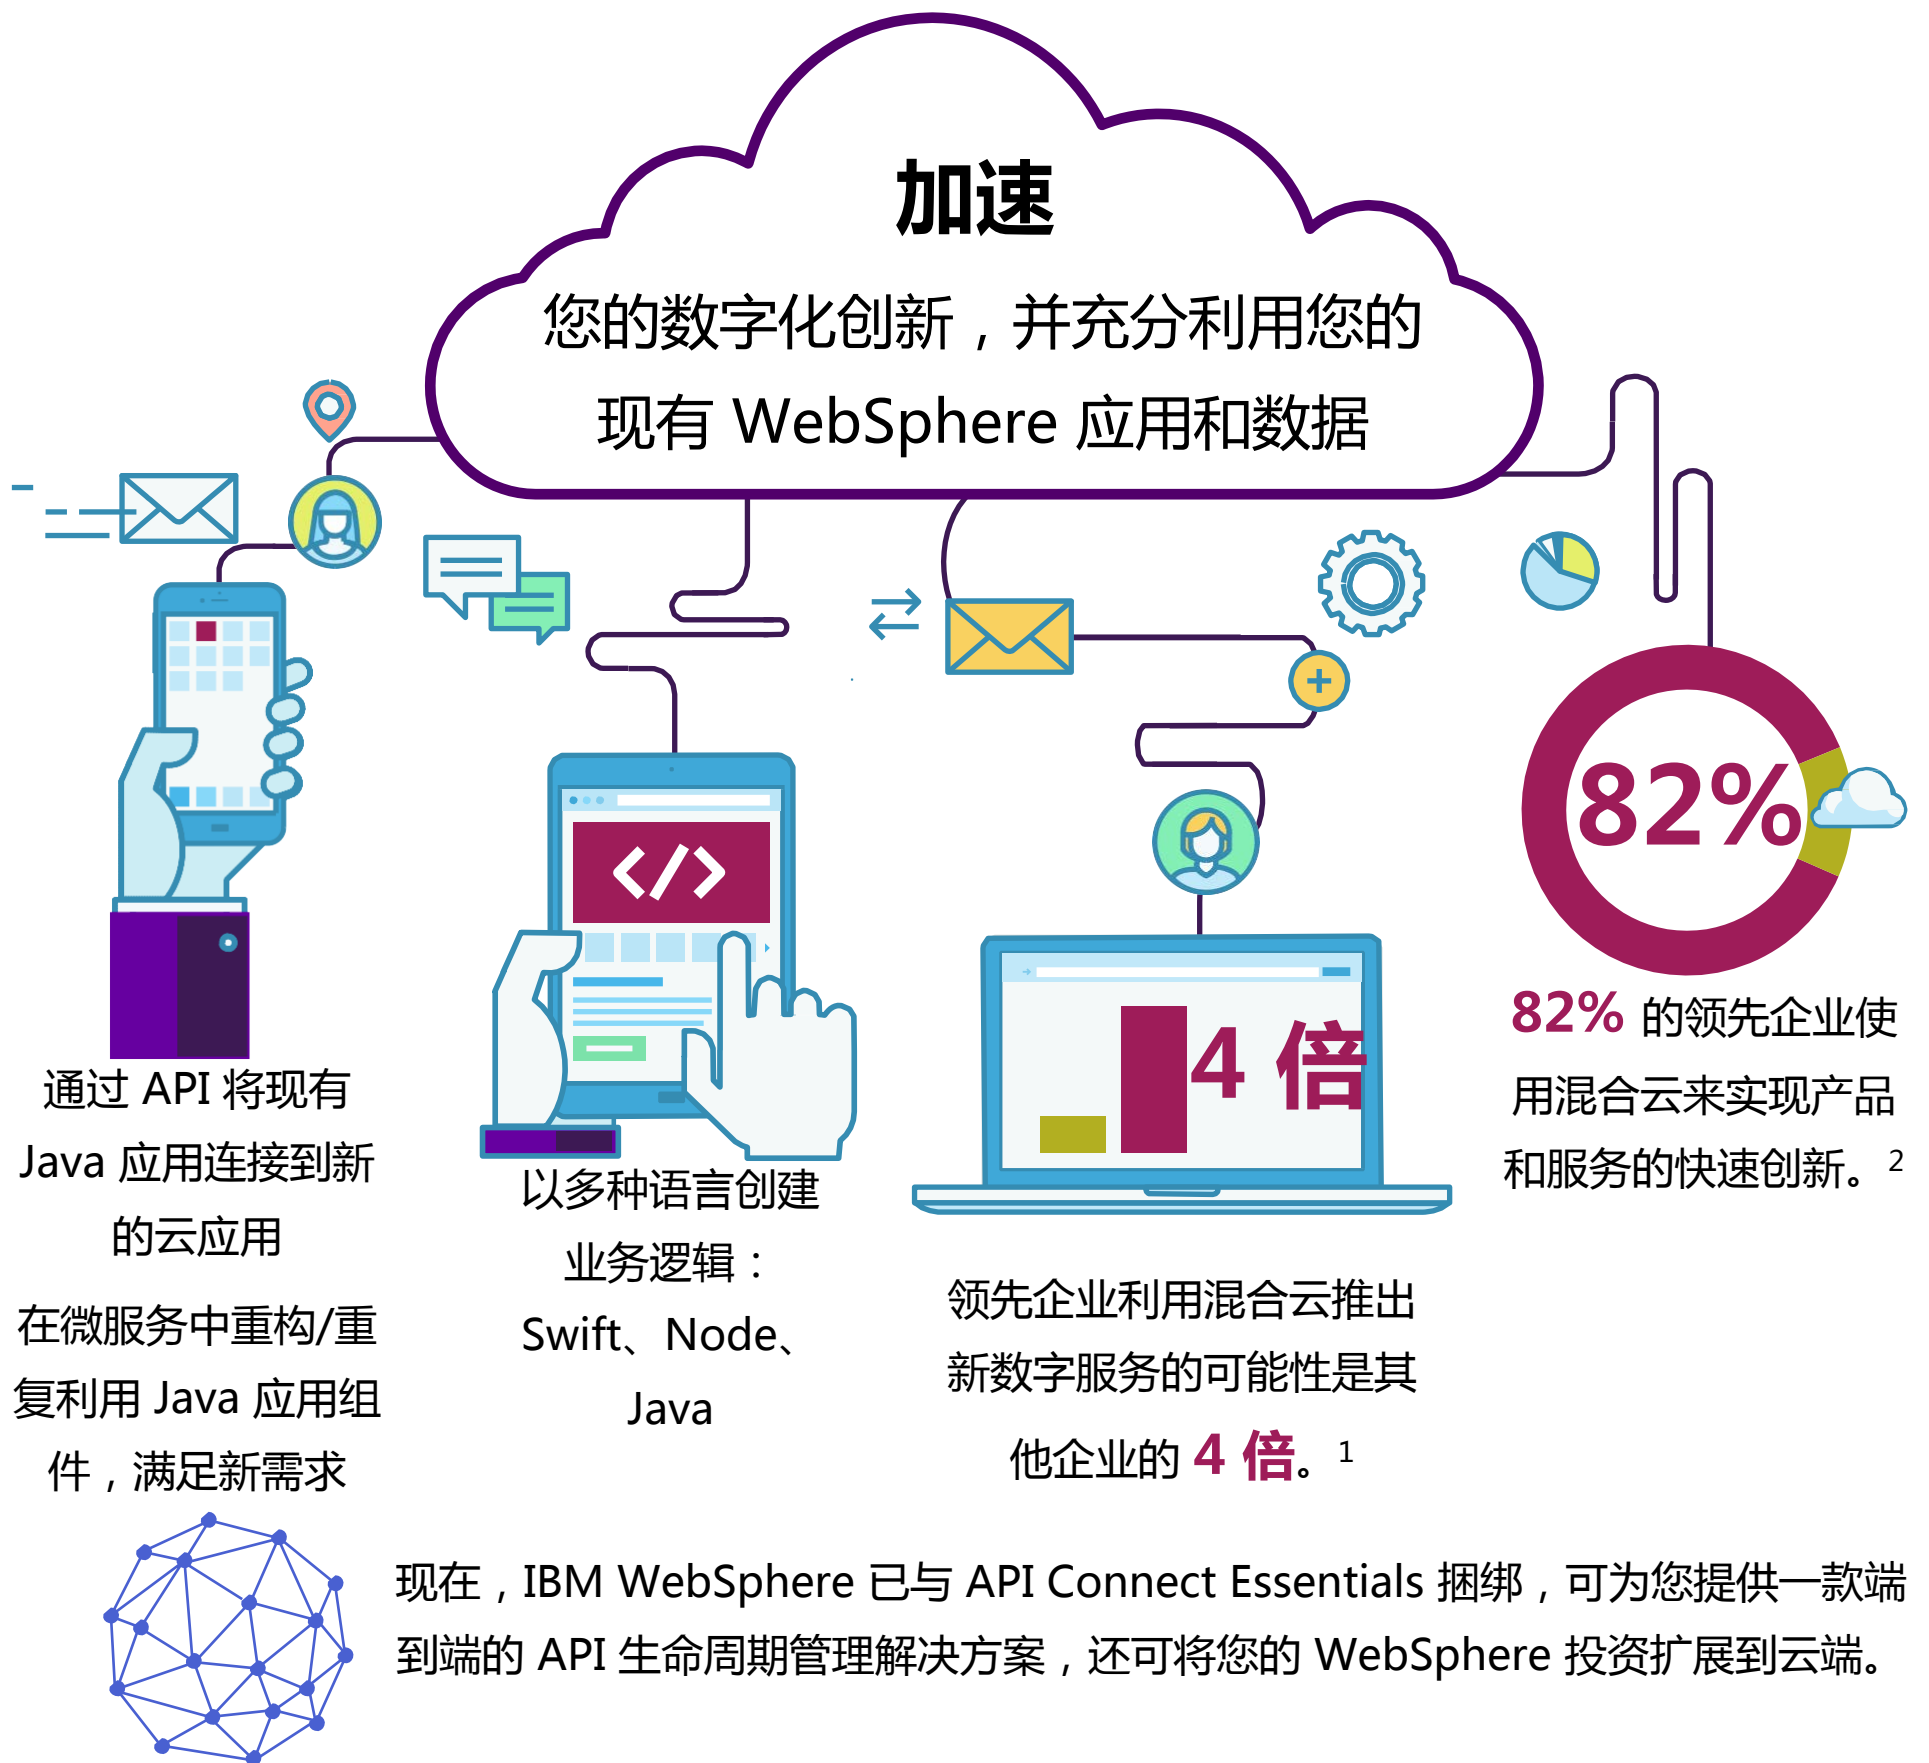 加速
您的数字化创新，并充分利用您的
现有 WebSphere 应用和数据
通过 API 将现有
Java 应用连接到新
的云应用
在微服务中重构/重
复利用 Java 应用组
件，满足新需求
</>
以多种语言创建
业务逻辑：
Swift、Node、
Java
4 倍
领先企业利用混合云推出
新数字服务的可能性是其
他企业的 4 倍。1
82%
82% 的领先企业使
用混合云来实现产品
和服务的快速创新。2
现在，IBM WebSphere 已与 API Connect Essentials 捆绑，可为您提供一款端
到端的 API 生命周期管理解决方案，还可将您的 WebSphere 投资扩展到云端。